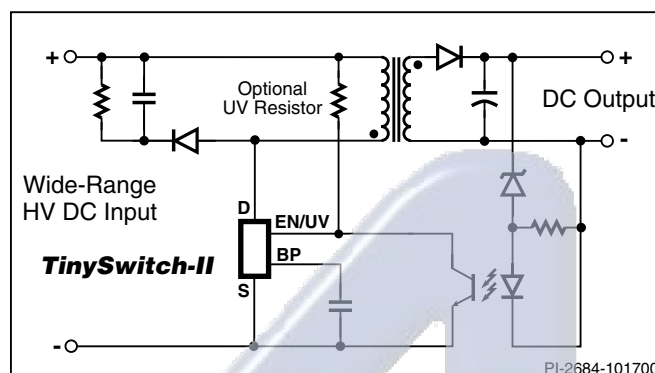 +
+
Optional
UV Resistor
DC Output
-
Wide-Range
HV DC Input
D
EN/UV
BP
TinySwitch-II
S
-
PI-2684-101700